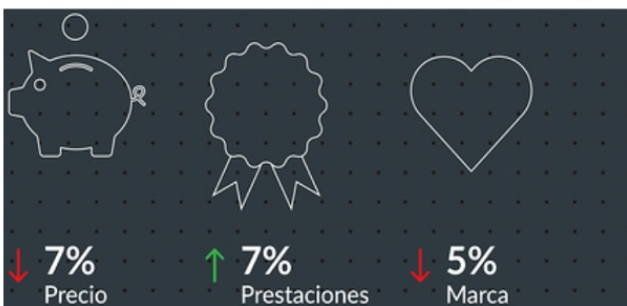 ↓ 7%
Precio
↑ 7%
Prestaciones
↓ 5%
Marca